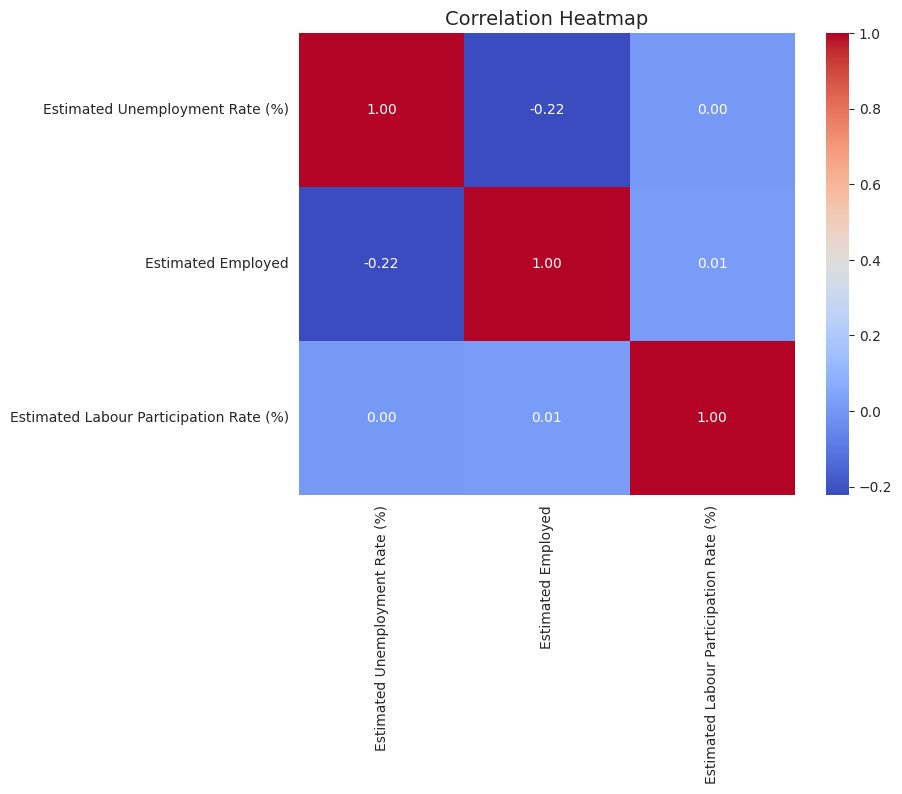 Correlation Heatmap
Estimated Unemployment Rate (%)
1.00
-0.22
0.00
Estimated Employed
-0.22
1.00
0.01
Estimated Labour Participation Rate (%)
0.00
0.01
1.00
Estimated Unemployment Rate (%)
Estimated Employed
Estimated Labour Participation Rate (%)
1.0
0.8
0.6
0.4
0.2
0.0
−0.2